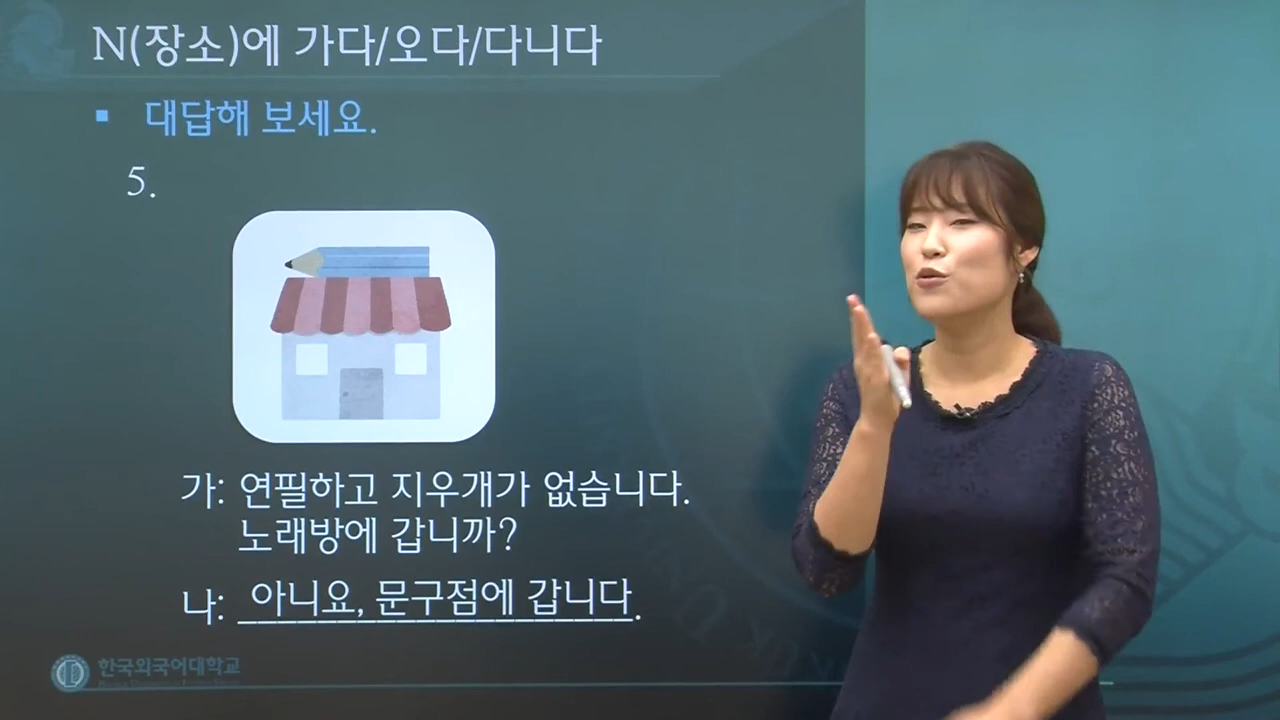 N(장소)에 가다/오다/다니다
▪ 대답해 보세요.
5.
가: 연필하고 지우개가 없습니다.
노래방에 갑니까?
나: 아니요, 문구점에 갑니다.
한국외국어대학교